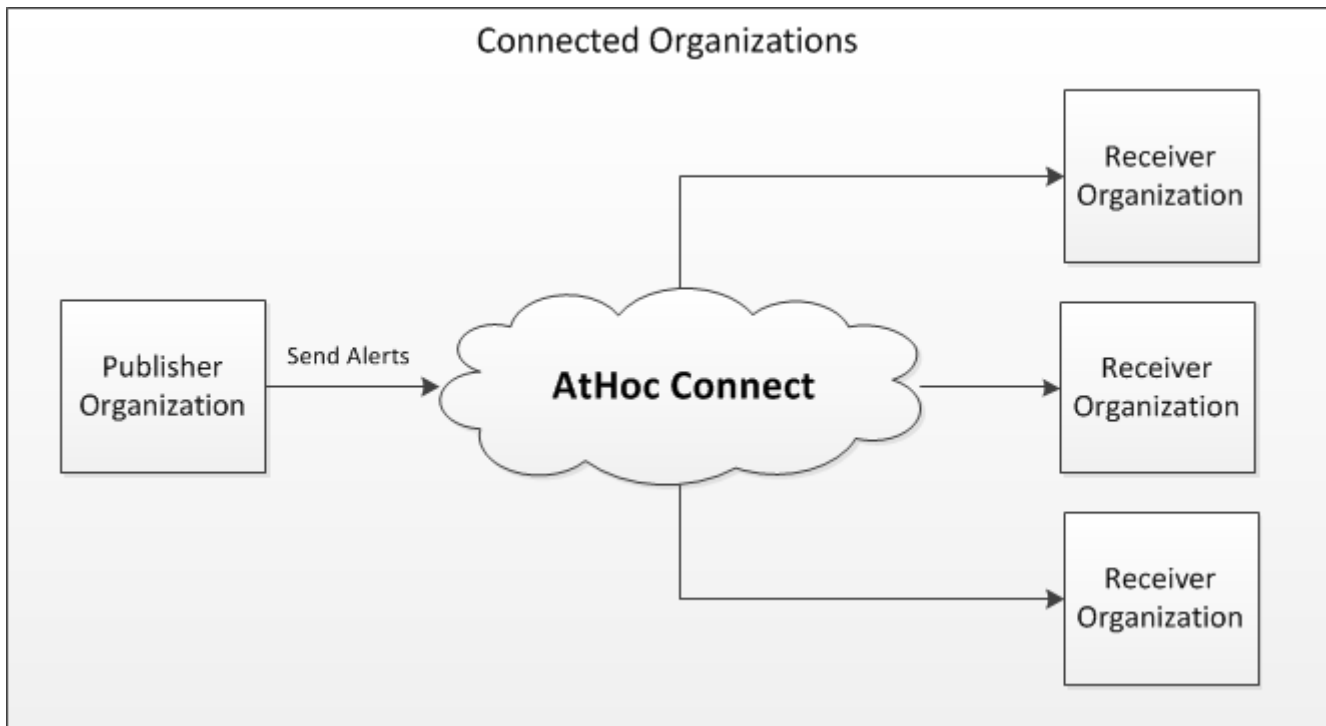 Connected Organizations
Receiver
Organization
Publisher
Organization
Send Alerts
AtHoc Connect
Receiver
Organization
Receiver
Organization